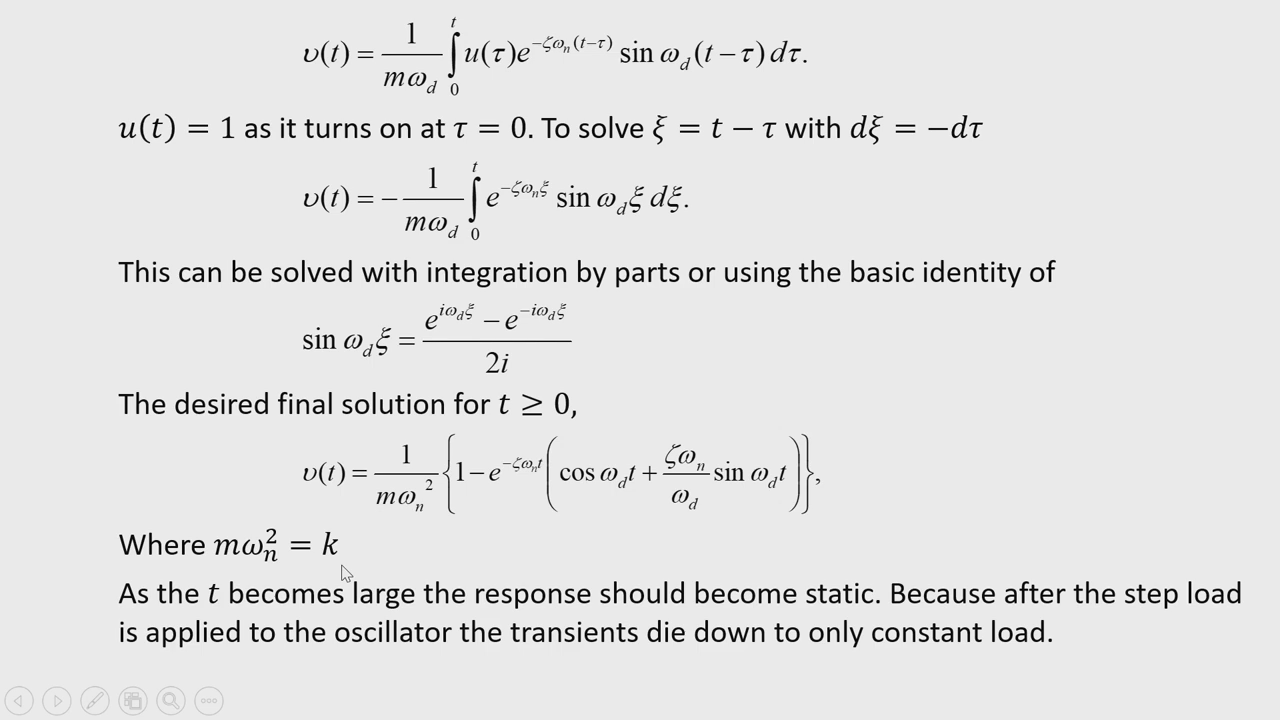 υ(t) = 1/(mω_d) ∫_0^t u(τ)e^{−ζω_n(t−τ)} sin ω_d(t−τ) dτ.
u(t) = 1 as it turns on at τ = 0. To solve ξ = t − τ with dξ = −dτ
υ(t) = − 1/(mω_d) ∫_0^t e^{−ζω_nξ} sin ω_dξ dξ.
This can be solved with integration by parts or using the basic identity of
sin ω_dξ = (e^{iω_dξ} − e^{−iω_dξ})/(2i)
The desired final solution for t ≥ 0,
υ(t) = 1/(mω_n^2) {1 − e^{−ζω_nt} (cos ω_dt + (ζω_n/ω_d) sin ω_dt)},
Where mω_n^2 = k
As the t becomes large the response should become static. Because after the step load
is applied to the oscillator the transients die down to only constant load.